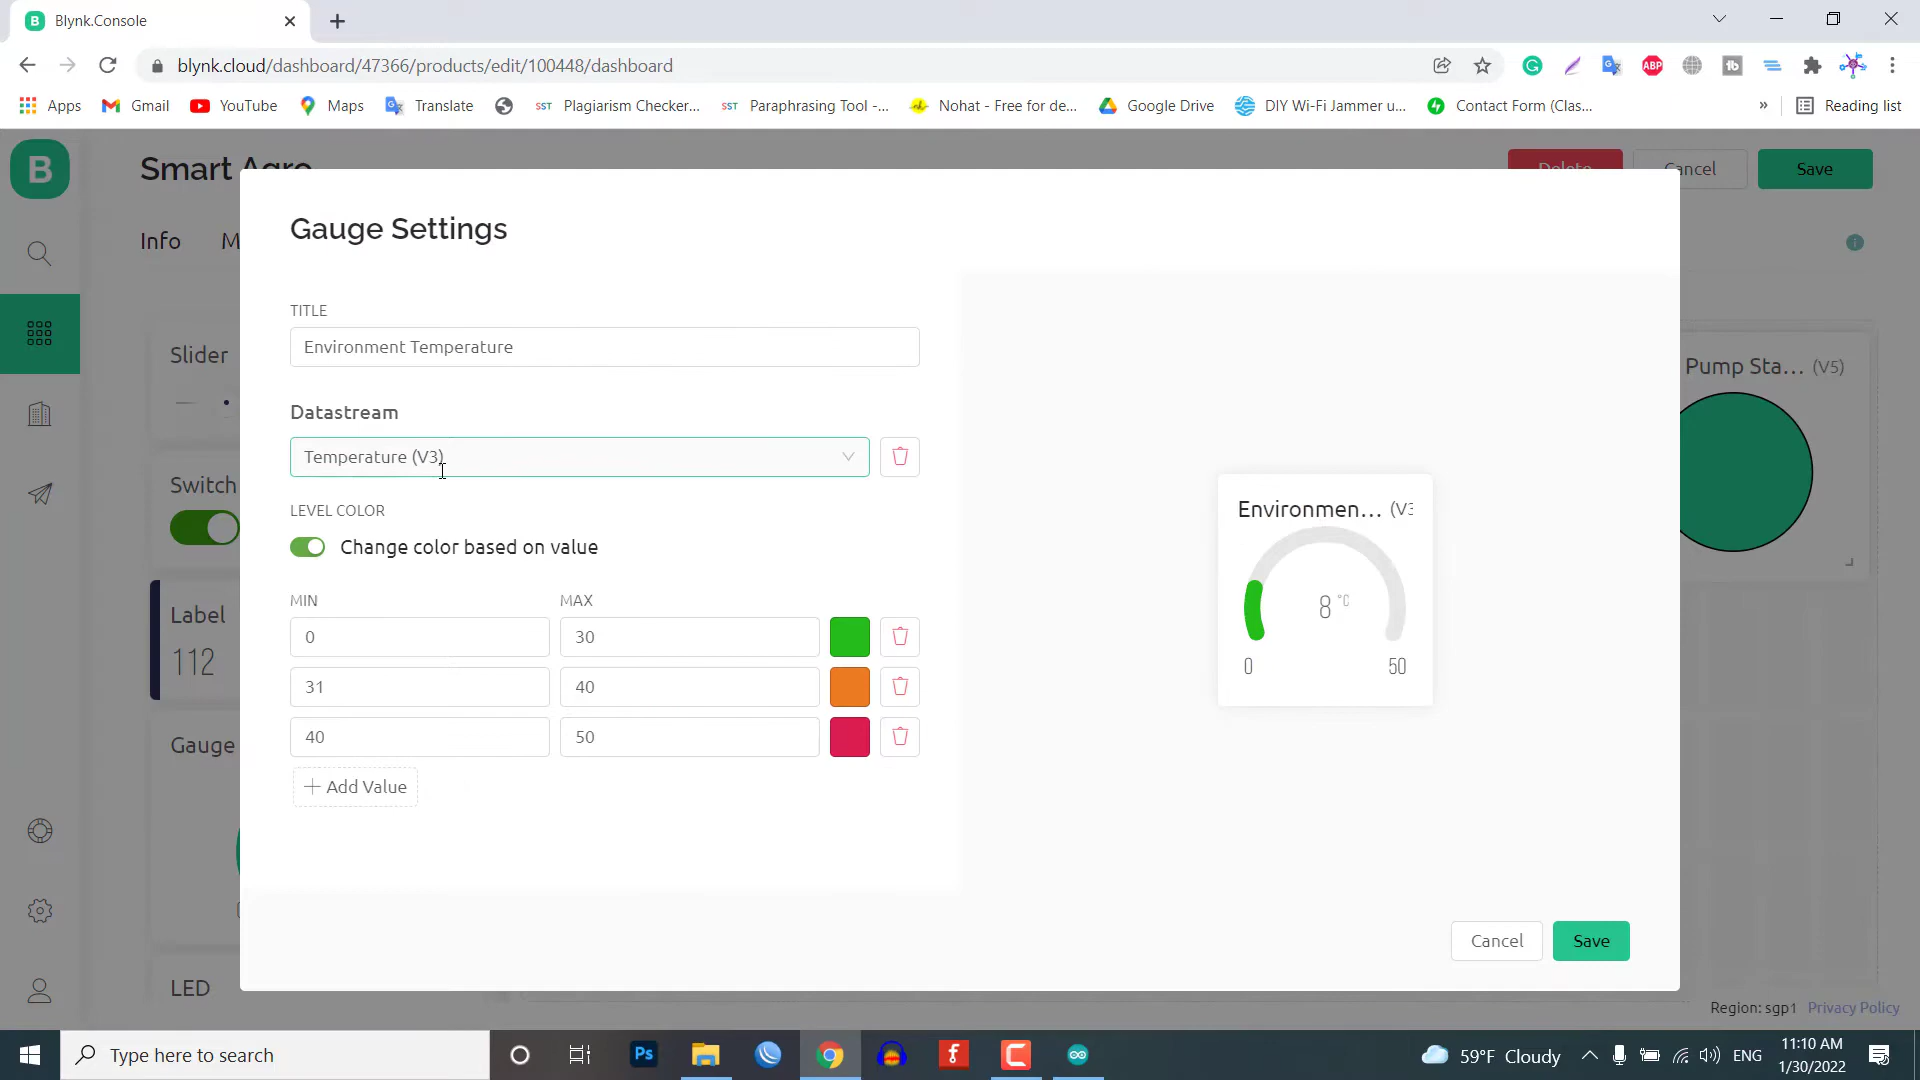 Blynk.Console
blynk.cloud/dashboard/47366/products/edit/100448/dashboard
Apps Gmail YouTube Maps Translate SST Plagiarism Checker... SST Paraphrasing Tool -... Nohat - Free for de... Google Drive DIY Wi-Fi Jammer u... Contact Form (Clas... » Reading list
B Smart Agro Delete Cancel Save
Info M
Gauge Settings
TITLE
Environment Temperature
Datastream
Temperature (V3)
LEVEL COLOR
Change color based on value
MIN MAX
0 30
31 40
40 50
+ Add Value
Environmen... (V3
8 °C
0 50
Cancel Save
Slider
Switch
Label
112
Gauge
LED
Pump Sta... (V5)
Region: sgp1 Privacy Policy
Type here to search
Ps
59°F Cloudy ENG
11:10 AM
1/30/2022